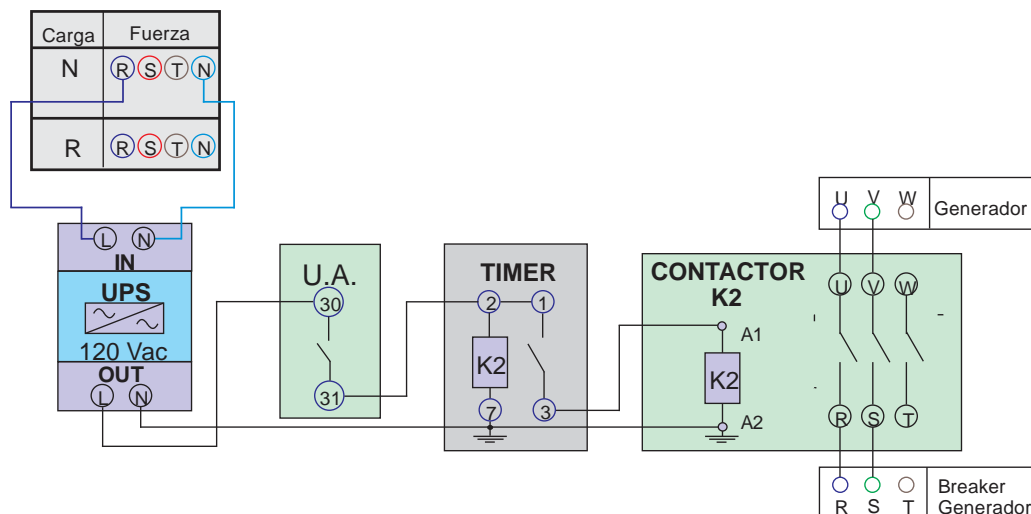 Carga Fuerza
N R S T N
R R S T N
L N
IN
UPS
120 Vac
OUT
L N
U.A.
30
31
TIMER
2 1
K2
7 3
CONTACTOR
K2
A1
K2
A2
U V W
R S T
U V W Generador
R S T Breaker
Generador